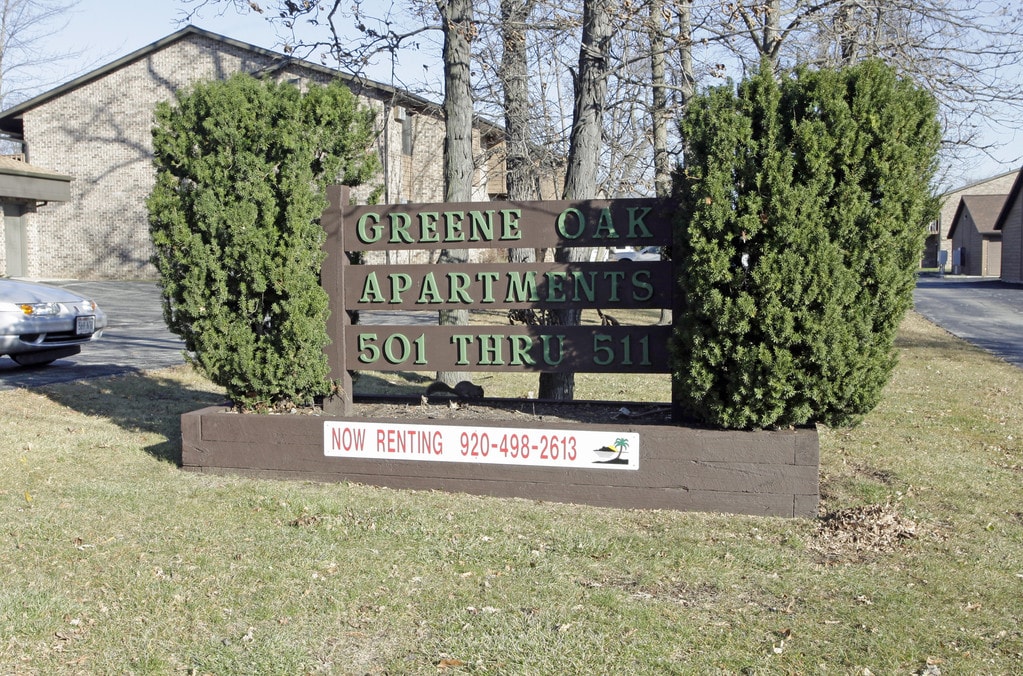 GREENE OAK
APARTMENTS
501 THRU 511
NOW RENTING 920-498-2613